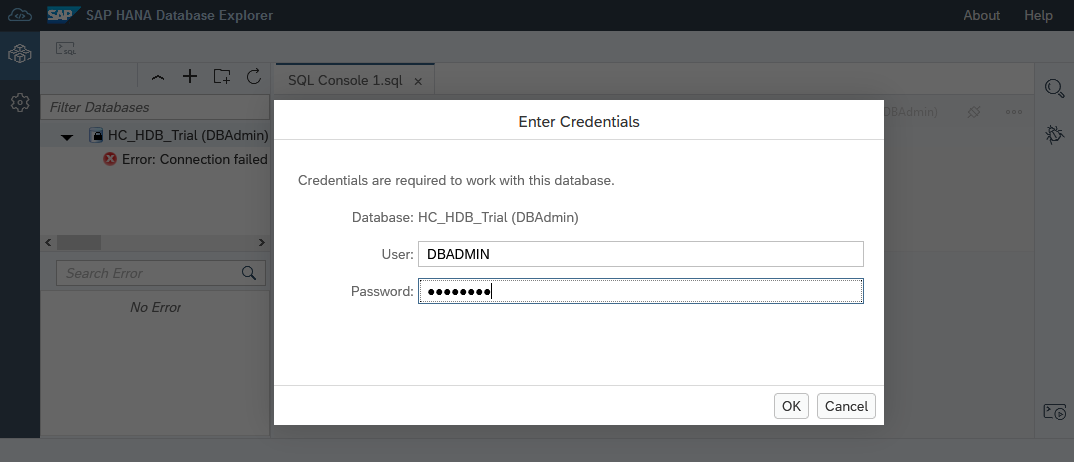 SAP SAP HANA Database Explorer About Help
SQL
SQL Console 1.sql ×
Filter Databases
HC_HDB_Trial (DBAdmin)
Error: Connection failed
Search Error
No Error
DBAdmin)
Enter Credentials
Credentials are required to work with this database.
Database: HC_HDB_Trial (DBAdmin)
User: DBADMIN
Password: ●●●●●●●●
OK Cancel